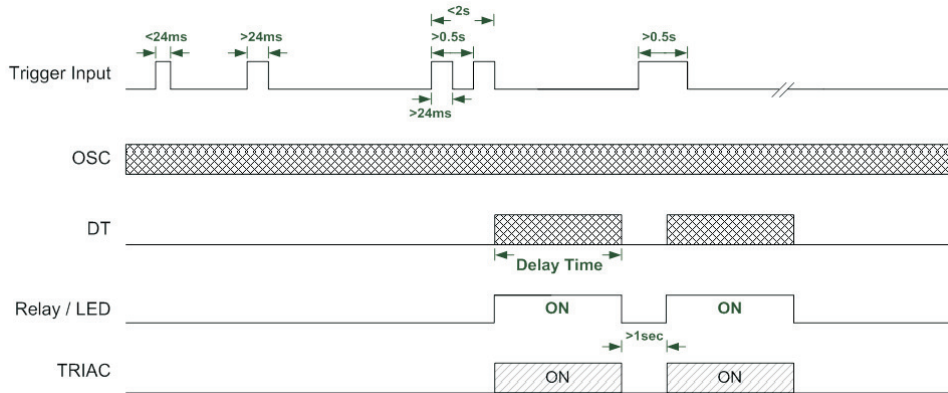 <2s
<24ms
>24ms
>0.5s
>0.5s
Trigger Input
>24ms
OSC
DT
Delay Time
Relay / LED
ON
ON
>1sec
TRIAC
ON
ON